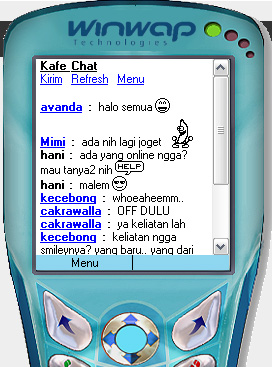 winwap
Technologies
Kafe Chat
Kirim Refresh Menu
avanda : halo semua
Mimi : ada nih lagi joget
hani : ada yang online ngga?
mau tanya2 nih HELP
hani : malem
kecebong : whoeaheemm..
cakrawalla : OFF DULU
cakrawalla : ya keliatan lah
kecebong : keliatan ngga
smileynya? yang baru.. yang dari
Menu